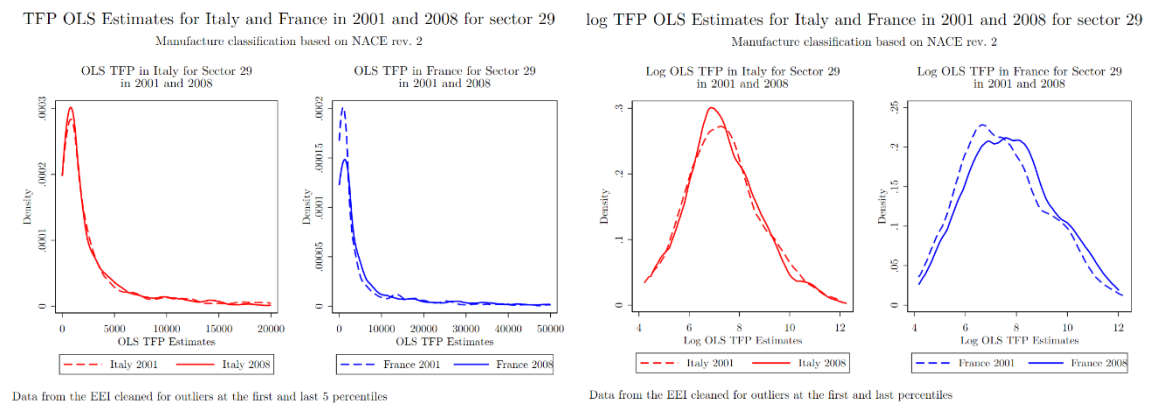 TFP OLS Estimates for Italy and France in 2001 and 2008 for sector 29
Manufacture classification based on NACE rev. 2
OLS TFP in Italy for Sector 29
in 2001 and 2008
Density
0 .0001 .0002 .0003
0 5000 10000 15000 20000
OLS TFP Estimates
Italy 2001 Italy 2008
OLS TFP in France for Sector 29
in 2001 and 2008
Density
0 .00005 .0001 .00015 .0002
0 10000 20000 30000 40000 50000
OLS TFP Estimates
France 2001 France 2008
Data from the EEI cleaned for outliers at the first and last 5 percentiles
log TFP OLS Estimates for Italy and France in 2001 and 2008 for sector 29
Manufacture classification based on NACE rev. 2
Log OLS TFP in Italy for Sector 29
in 2001 and 2008
Density
0 .1 .2 .3
4 6 8 10 12
Log OLS TFP Estimates
Italy 2001 Italy 2008
Log OLS TFP in France for Sector 29
in 2001 and 2008
Density
0 .05 .1 .15 .2 .25
4 6 8 10 12
Log OLS TFP Estimates
France 2001 France 2008
Data from the EEI cleaned for outliers at the first and last percentiles